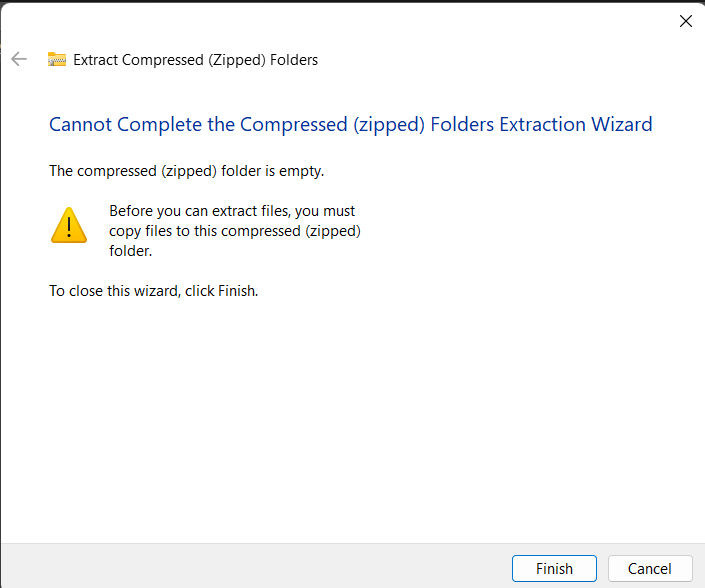 Extract Compressed (Zipped) Folders
Cannot Complete the Compressed (zipped) Folders Extraction Wizard
The compressed (zipped) folder is empty.
Before you can extract files, you must
copy files to this compressed (zipped)
folder.
To close this wizard, click Finish.
Finish
Cancel